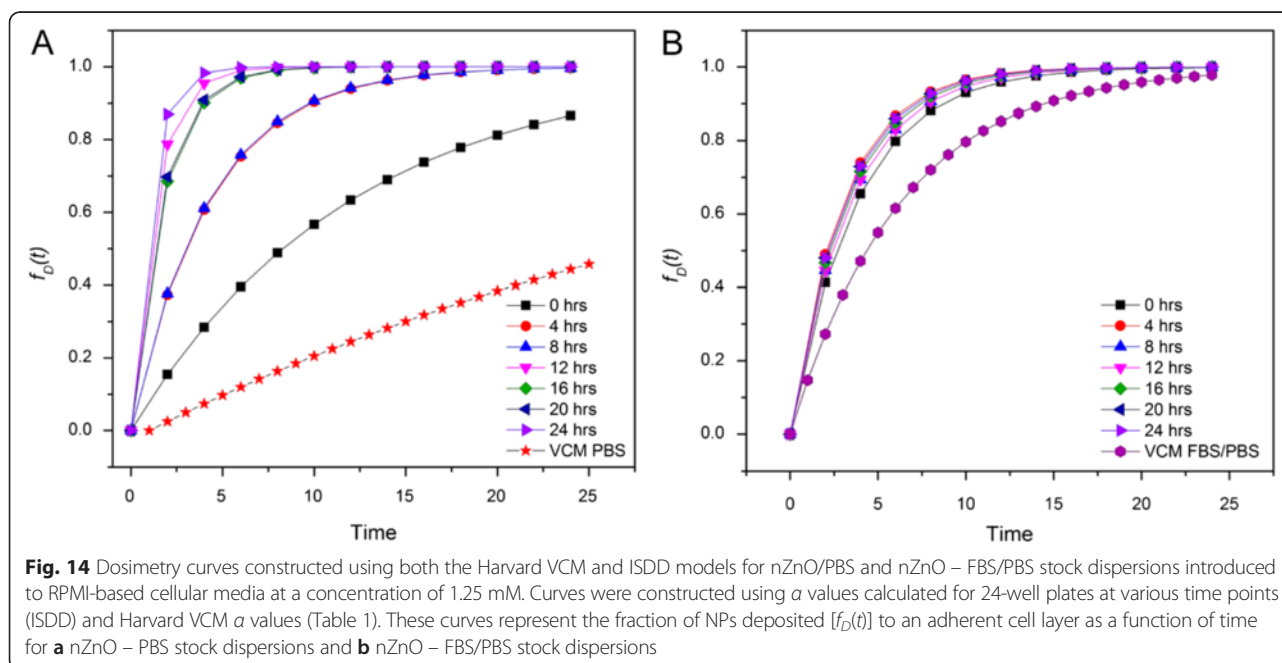 A
f_D(t)
1.0
0.8
0.6
0.4
0.2
0.0
0 hrs
4 hrs
8 hrs
12 hrs
16 hrs
20 hrs
24 hrs
VCM PBS
0 5 10 15 20 25
Time
B
f_D(t)
1.0
0.8
0.6
0.4
0.2
0.0
0 hrs
4 hrs
8 hrs
12 hrs
16 hrs
20 hrs
24 hrs
VCM FBS/PBS
0 5 10 15 20 25
Time
Fig. 14 Dosimetry curves constructed using both the Harvard VCM and ISDD models for nZnO/PBS and nZnO – FBS/PBS stock dispersions introduced
to RPMI-based cellular media at a concentration of 1.25 mM. Curves were constructed using α values calculated for 24-well plates at various time points
(ISDD) and Harvard VCM α values (Table 1). These curves represent the fraction of NPs deposited [f_D(t)] to an adherent cell layer as a function of time
for a nZnO – PBS stock dispersions and b nZnO – FBS/PBS stock dispersions